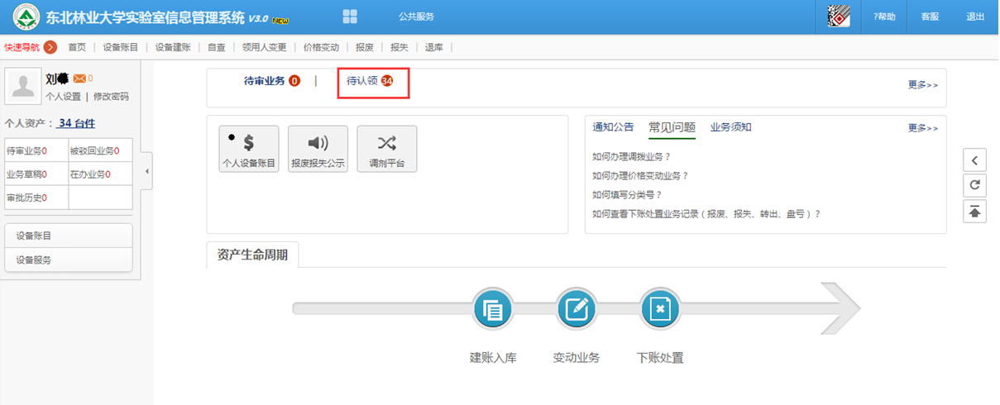 东北林业大学实验室信息管理系统 V3.0 NEW 公共服务 ?帮助 客服 退出
快速导航 首页 | 设备账目 | 设备建账 | 自查 | 领用人变更 | 价格变动 | 报废 | 报失 | 退库 |
刘 0
个人设置 | 修改密码
个人资产： 34 台件
待审业务0 被驳回业务0
业务草稿0 在办业务0
审批历史0
设备账目
设备服务
待审业务 0 | 待认领 34 更多>>
$
个人设备账目 报废报失公示 调剂平台
通知公告 常见问题 业务须知 更多>>
如何办理调拨业务？
如何办理价格变动业务？
如何填写分类号？
如何查看下账处置业务记录（报废、报失、转出、盘亏）？
资产生命周期
建账入库 变动业务 下账处置